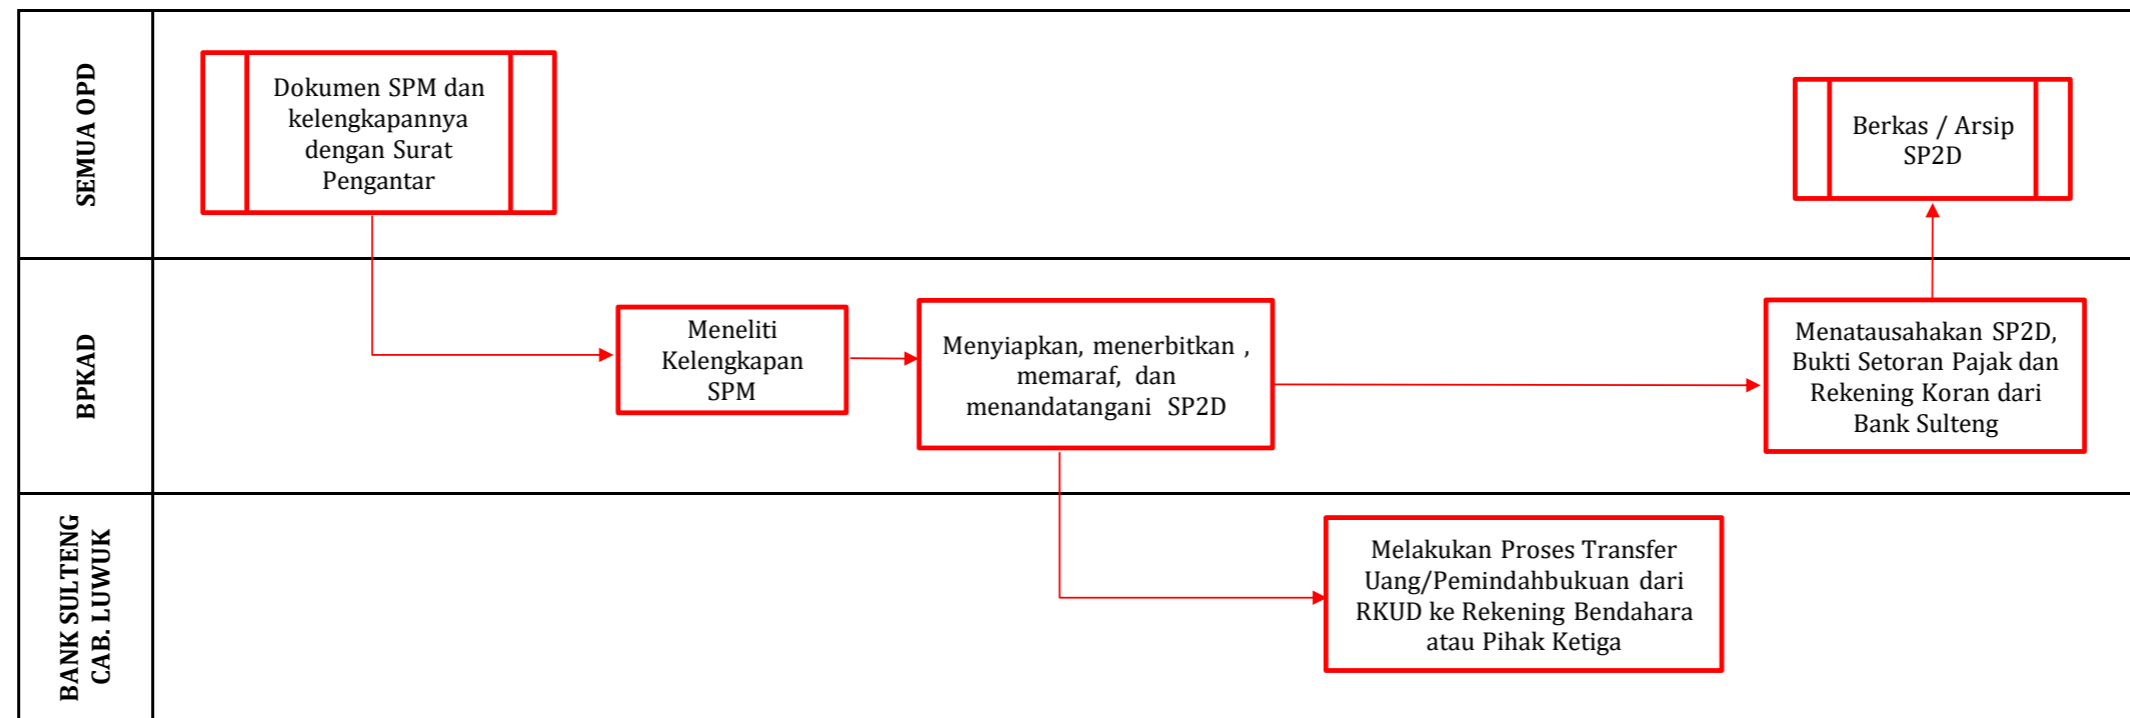 SEMUA OPD
Dokumen SPM dan
kelengkapannya
dengan Surat
Pengantar
Berkas / Arsip
SP2D
BPKAD
Meneliti
Kelengkapan
SPM
Menyiapkan, menerbitkan ,
memaraf, dan
menandatangani SP2D
Menatausahakan SP2D,
Bukti Setoran Pajak dan
Rekening Koran dari
Bank Sulteng
BANK SULTENG
CAB. LUWUK
Melakukan Proses Transfer
Uang/Pemindahbukuan dari
RKUD ke Rekening Bendahara
atau Pihak Ketiga